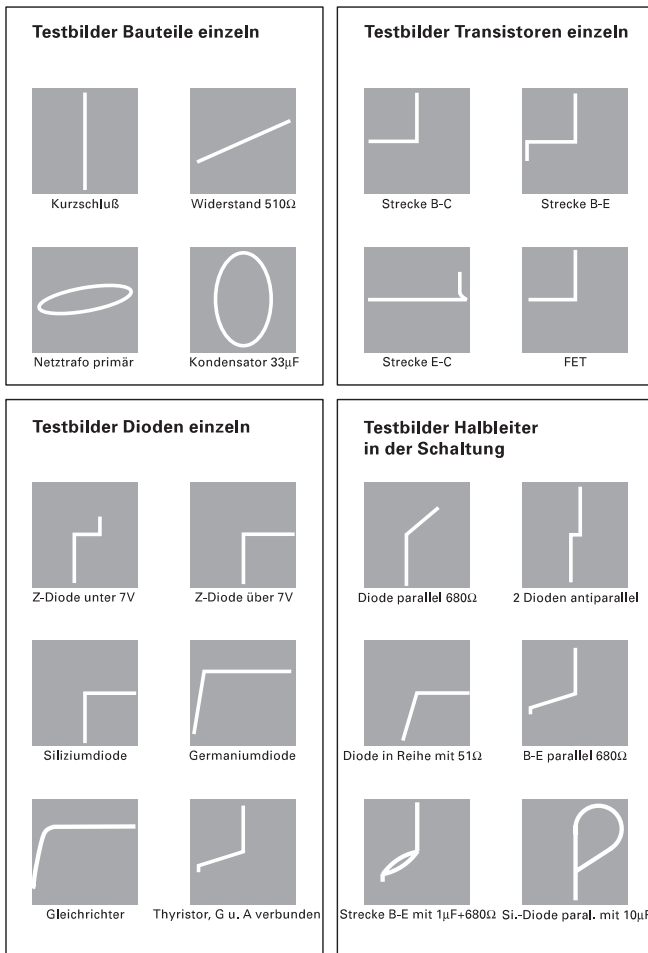 Testbilder Bauteile einzeln
Kurzschluß
Widerstand 510Ω
Netztrafo primär
Kondensator 33µF
Testbilder Transistoren einzeln
Strecke B-C
Strecke B-E
Strecke E-C
FET
Testbilder Dioden einzeln
Z-Diode unter 7V
Z-Diode über 7V
Siliziumdiode
Germaniumdiode
Gleichrichter
Thyristor, G u. A verbunden
Testbilder Halbleiter
in der Schaltung
Diode parallel 680Ω
2 Dioden antiparallel
Diode in Reihe mit 51Ω
B-E parallel 680Ω
Strecke B-E mit 1µF+680Ω
Si.-Diode paral. mit 10µF